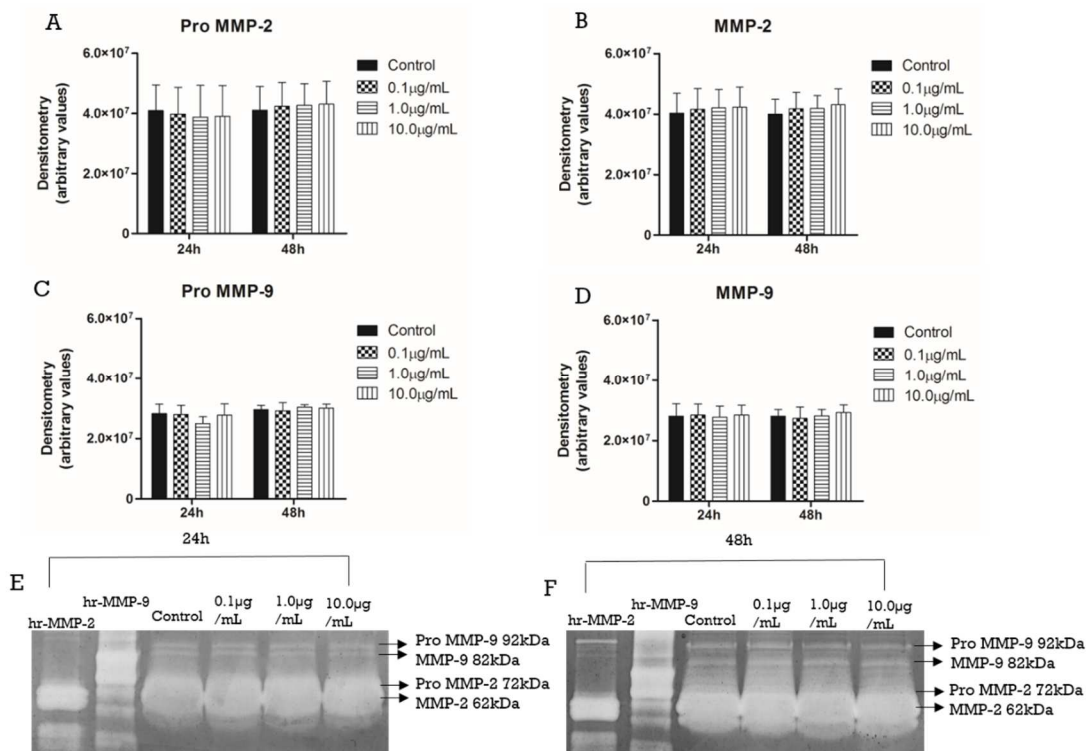 A
Pro MMP-2
6.0×10⁷
4.0×10⁷
2.0×10⁷
0
Densitometry
(arbitrary values)
24h
48h
Control
0.1µg/mL
1.0µg/mL
10.0µg/mL
B
MMP-2
6.0×10⁷
4.0×10⁷
2.0×10⁷
0
Densitometry
(arbitrary values)
24h
48h
Control
0.1µg/mL
1.0µg/mL
10.0µg/mL
C
Pro MMP-9
6.0×10⁷
4.0×10⁷
2.0×10⁷
0
Densitometry
(arbitrary values)
24h
48h
Control
0.1µg/mL
1.0µg/mL
10.0µg/mL
D
MMP-9
6.0×10⁷
4.0×10⁷
2.0×10⁷
0
Densitometry
(arbitrary values)
24h
48h
Control
0.1µg/mL
1.0µg/mL
10.0µg/mL
24h
E
hr-MMP-2
hr-MMP-9
Control
0.1µg
/mL
1.0µg
/mL
10.0µg
/mL
Pro MMP-9 92kDa
MMP-9 82kDa
Pro MMP-2 72kDa
MMP-2 62kDa
48h
F
hr-MMP-2
hr-MMP-9
Control
0.1µg
/mL
1.0µg
/mL
10.0µg
/mL
Pro MMP-9 92kDa
MMP-9 82kDa
Pro MMP-2 72kDa
MMP-2 62kDa